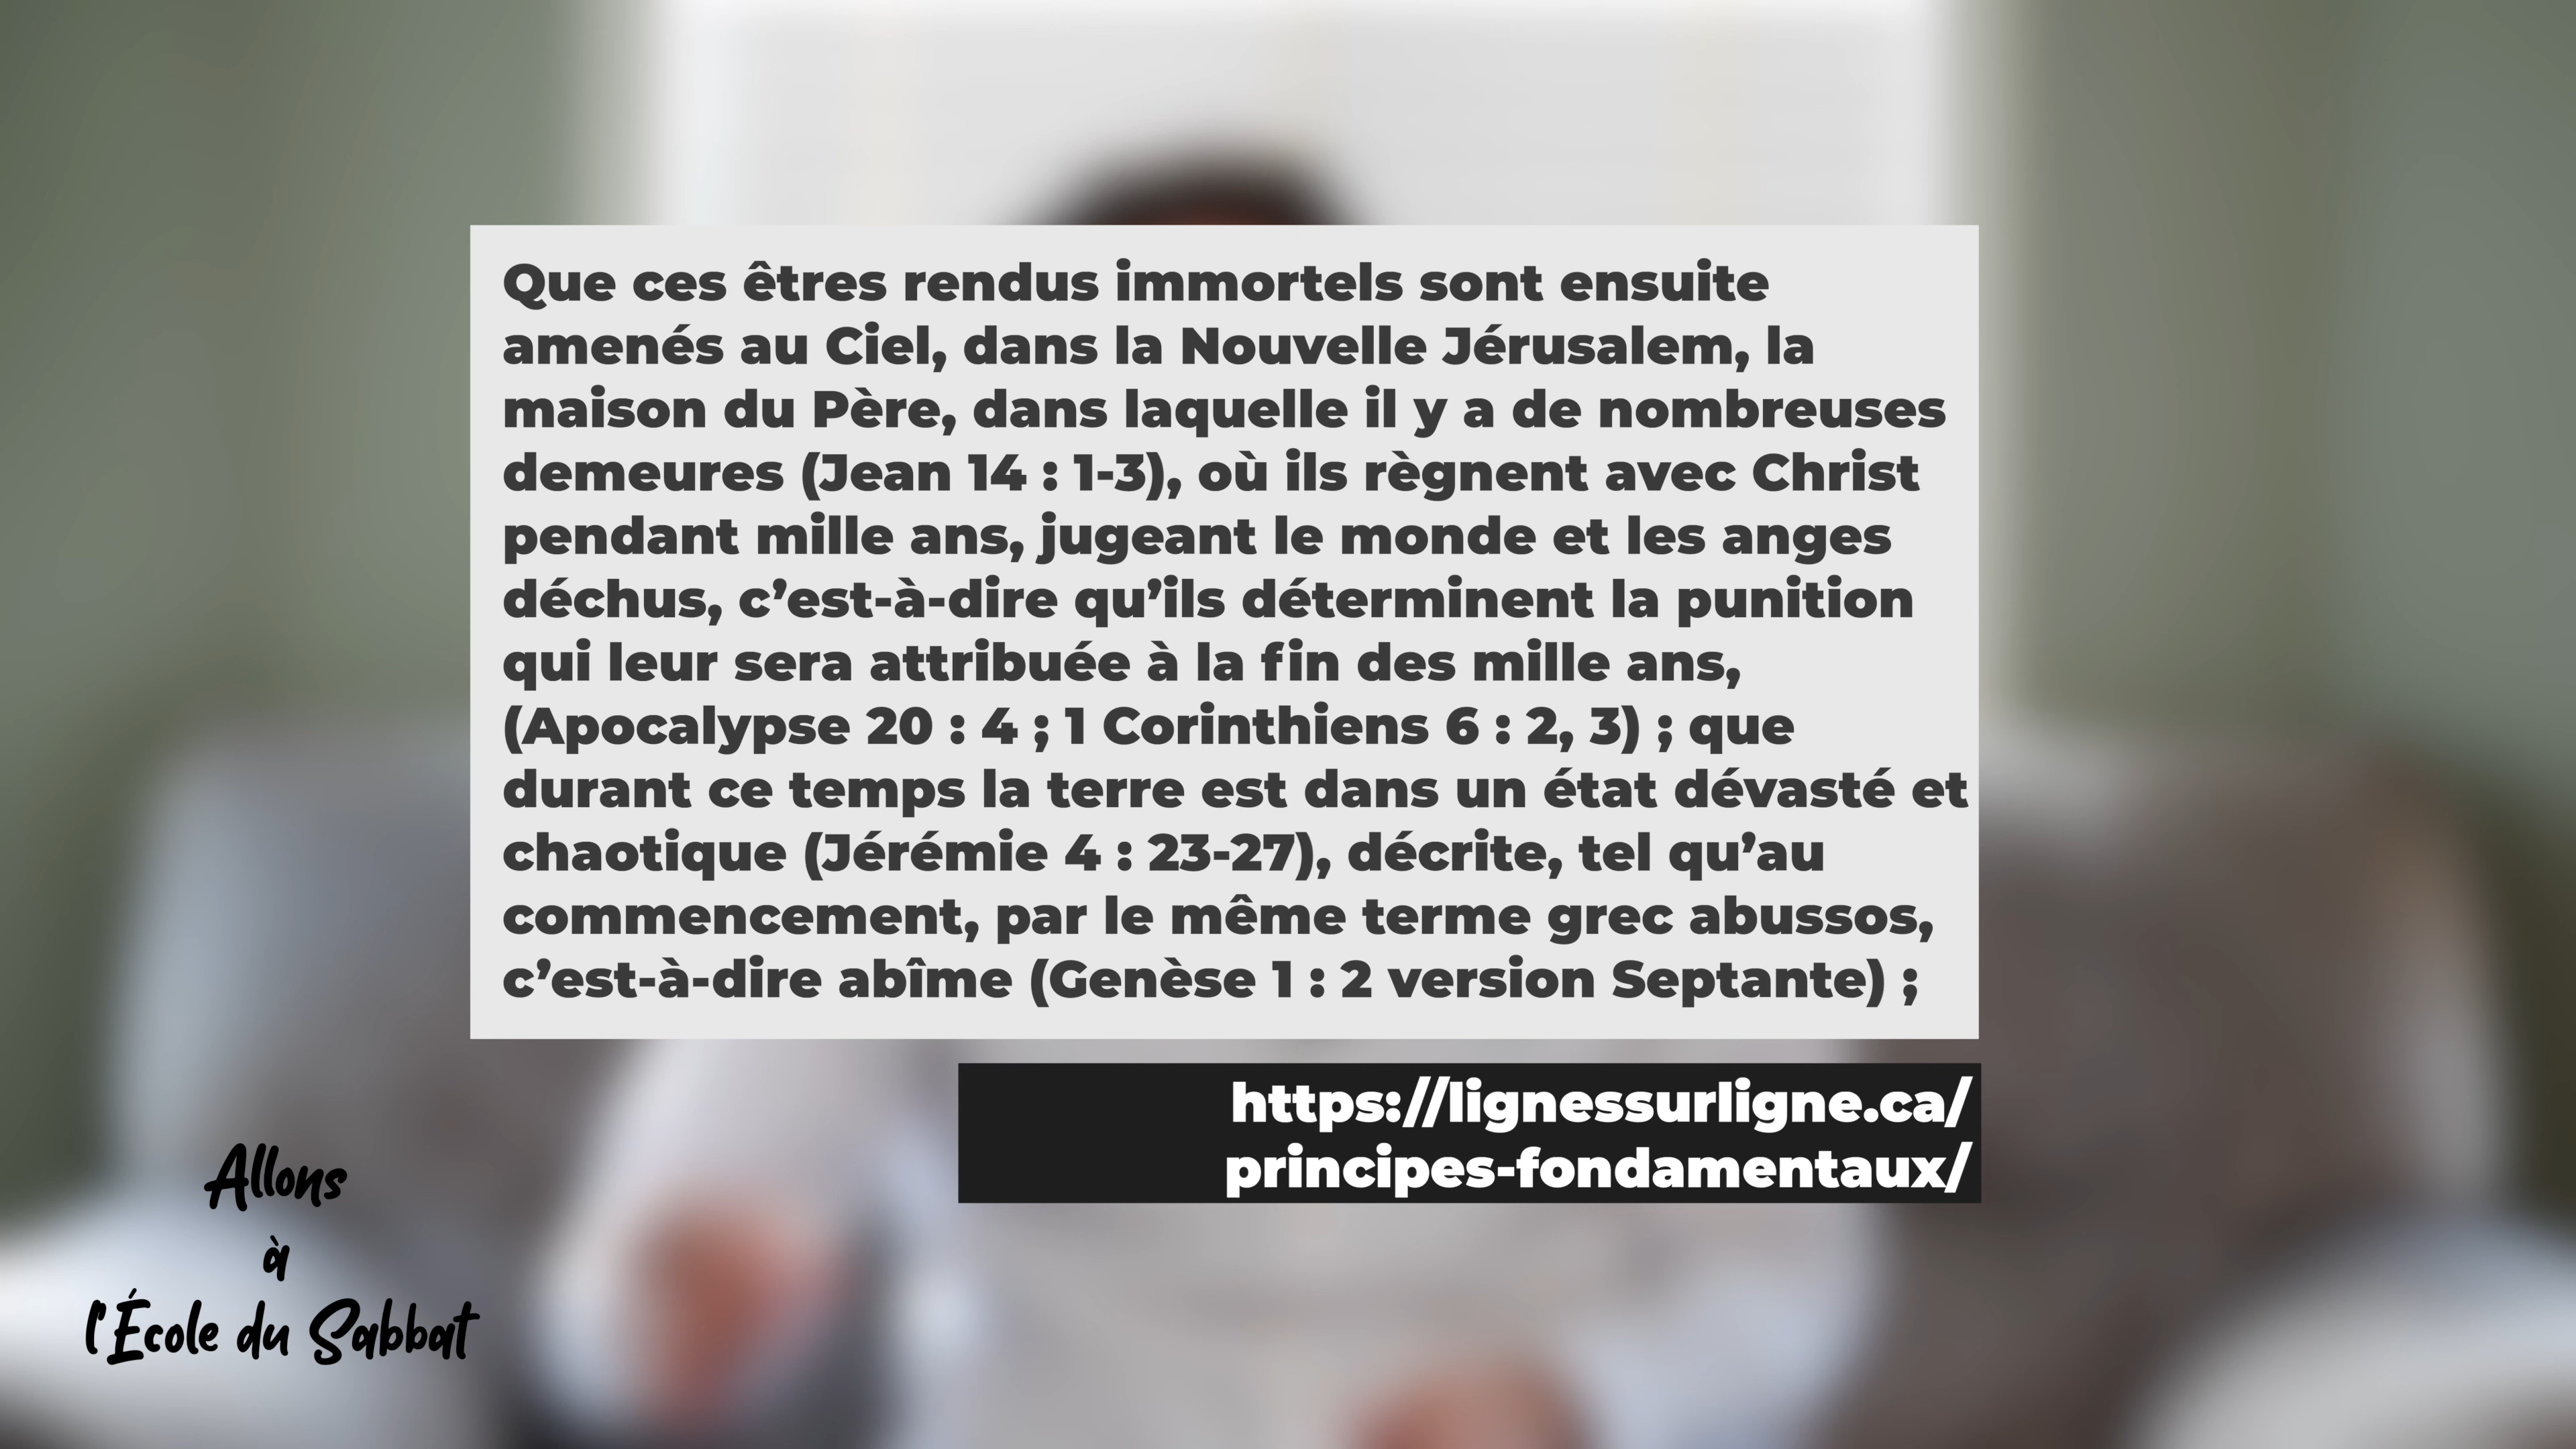 Que ces êtres rendus immortels sont ensuite
amenés au Ciel, dans la Nouvelle Jérusalem, la
maison du Père, dans laquelle il y a de nombreuses
demeures (Jean 14 : 1-3), où ils règnent avec Christ
pendant mille ans, jugeant le monde et les anges
déchus, c’est-à-dire qu’ils déterminent la punition
qui leur sera attribuée à la fin des mille ans,
(Apocalypse 20 : 4 ; 1 Corinthiens 6 : 2, 3) ; que
durant ce temps la terre est dans un état dévasté et
chaotique (Jérémie 4 : 23-27), décrite, tel qu’au
commencement, par le même terme grec abussos,
c’est-à-dire abîme (Genèse 1 : 2 version Septante) ;
https://lignessurligne.ca/
principes-fondamentaux/
Allons
à
l'École du Sabbat